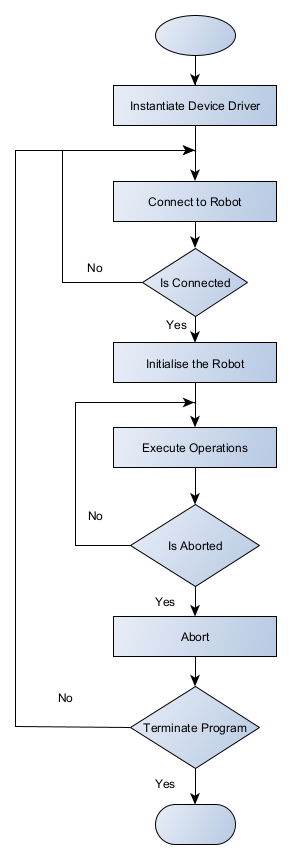 Instantiate Device Driver
Connect to Robot
Is Connected
No
Yes
Initialise the Robot
Execute Operations
No
Is Aborted
Yes
Abort
No
Terminate Program
Yes